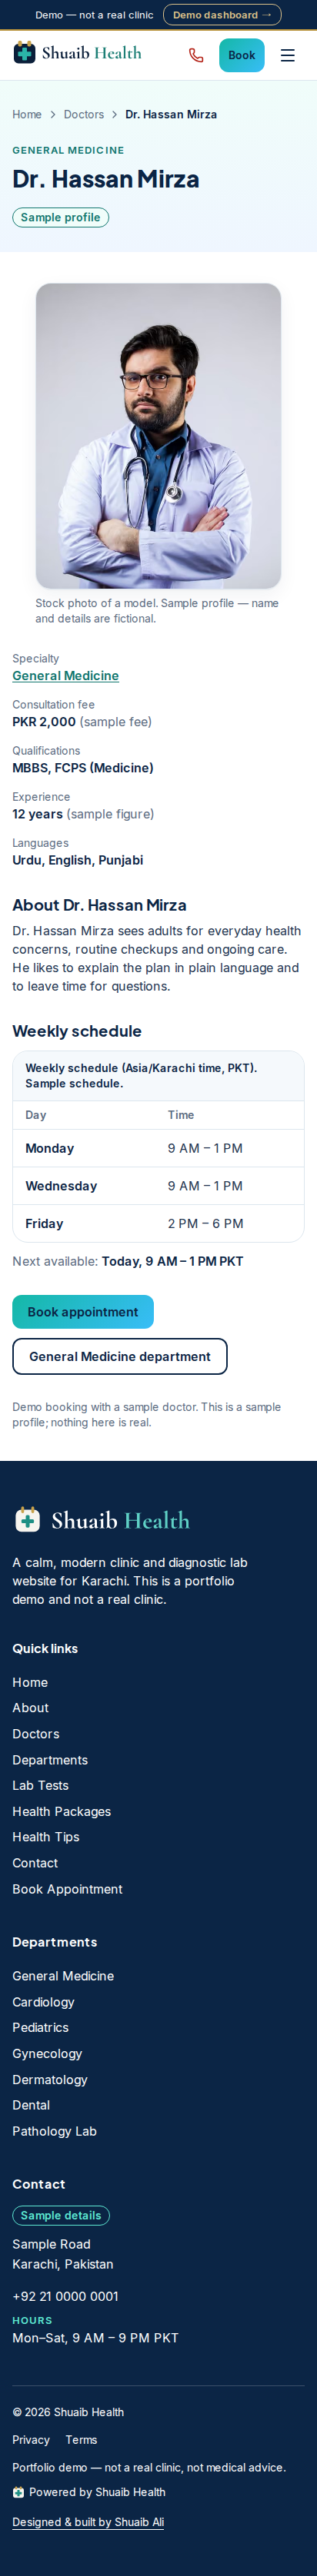 Demo — not a real clinic
Demo dashboard →
Shuaib Health
Book
Home > Doctors > Dr. Hassan Mirza
GENERAL MEDICINE
Dr. Hassan Mirza
Sample profile
Stock photo of a model. Sample profile — name
and details are fictional.
Specialty
General Medicine
Consultation fee
PKR 2,000 (sample fee)
Qualifications
MBBS, FCPS (Medicine)
Experience
12 years (sample figure)
Languages
Urdu, English, Punjabi
About Dr. Hassan Mirza
Dr. Hassan Mirza sees adults for everyday health
concerns, routine checkups and ongoing care.
He likes to explain the plan in plain language and
to leave time for questions.
Weekly schedule
Weekly schedule (Asia/Karachi time, PKT).
Sample schedule.
Day Time
Monday 9 AM – 1 PM
Wednesday 9 AM – 1 PM
Friday 2 PM – 6 PM
Next available: Today, 9 AM – 1 PM PKT
Book appointment
General Medicine department
Demo booking with a sample doctor. This is a sample
profile; nothing here is real.
Shuaib Health
A calm, modern clinic and diagnostic lab
website for Karachi. This is a portfolio
demo and not a real clinic.
Quick links
Home
About
Doctors
Departments
Lab Tests
Health Packages
Health Tips
Contact
Book Appointment
Departments
General Medicine
Cardiology
Pediatrics
Gynecology
Dermatology
Dental
Pathology Lab
Contact
Sample details
Sample Road
Karachi, Pakistan
+92 21 0000 0001
HOURS
Mon–Sat, 9 AM – 9 PM PKT
© 2026 Shuaib Health
Privacy Terms
Portfolio demo — not a real clinic, not medical advice.
Powered by Shuaib Health
Designed & built by Shuaib Ali